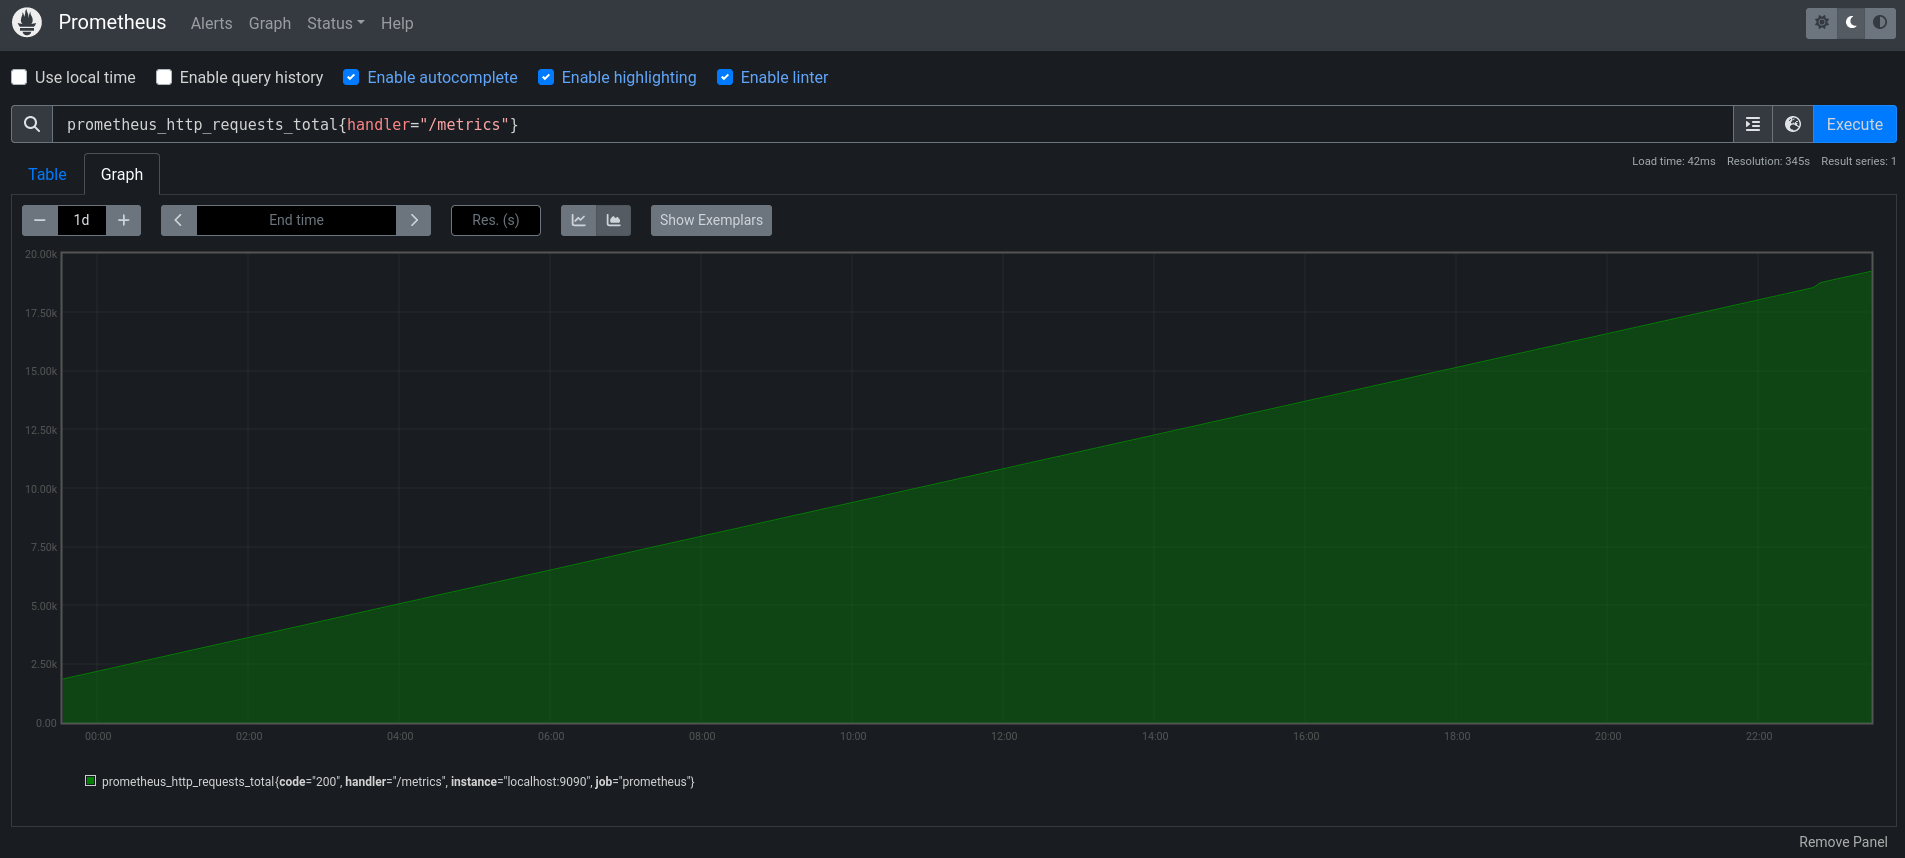 Prometheus Alerts Graph Status Help
Use local time Enable query history Enable autocomplete Enable highlighting Enable linter
prometheus_http_requests_total{handler="/metrics"} Execute
Load time: 42ms Resolution: 345s Result series: 1
Table Graph
1d End time Res. (s) Show Exemplars
20.00k
17.50k
15.00k
12.50k
10.00k
7.50k
5.00k
2.50k
0.00
00:00 02:00 04:00 06:00 08:00 10:00 12:00 14:00 16:00 18:00 20:00 22:00
prometheus_http_requests_total{code="200", handler="/metrics", instance="localhost:9090", job="prometheus"}
Remove Panel